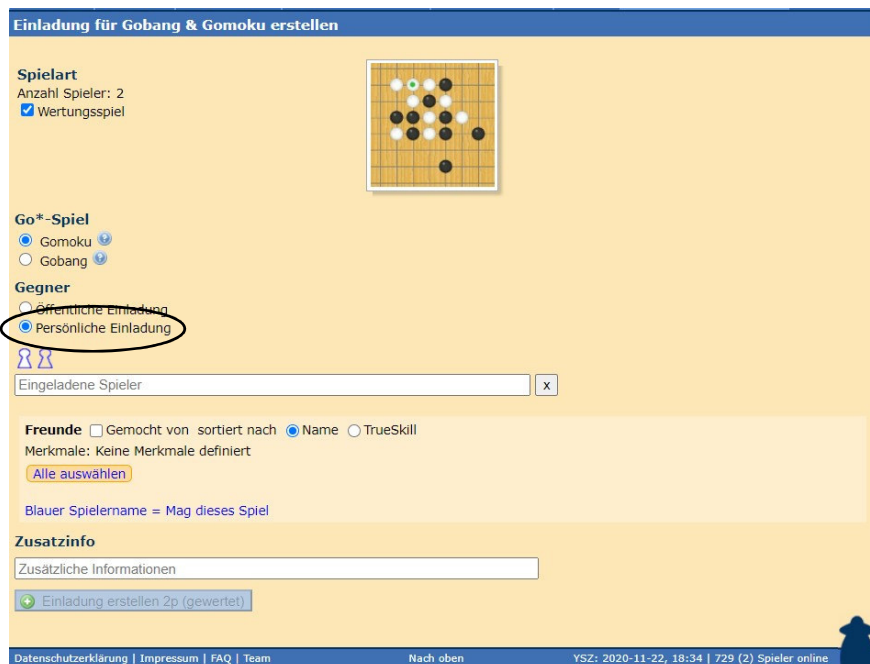 Einladung für Gobang & Gomoku erstellen
Spielart
Anzahl Spieler: 2
Wertungsspiel
Go*-Spiel
Gomoku
Gobang
Gegner
Öffentliche Einladung
Persönliche Einladung
Eingeladene Spieler
x
Freunde Gemocht von sortiert nach Name TrueSkill
Merkmale: Keine Merkmale definiert
Alle auswählen
Blauer Spielername = Mag dieses Spiel
Zusatzinfo
Zusätzliche Informationen
Einladung erstellen 2p (gewertet)
Datenschutzerklärung | Impressum | FAQ | Team Nach oben YSZ: 2020-11-22, 18:34 | 729 (2) Spieler online